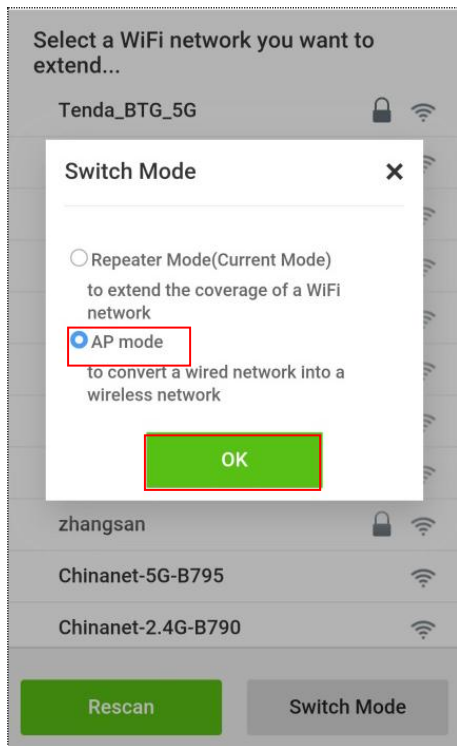 Select a WiFi network you want to
extend...
Tenda_BTG_5G
Switch Mode
Repeater Mode(Current Mode)
to extend the coverage of a WiFi
network
AP mode
to convert a wired network into a
wireless network
OK
zhangsan
Chinanet-5G-B795
Chinanet-2.4G-B790
Rescan
Switch Mode